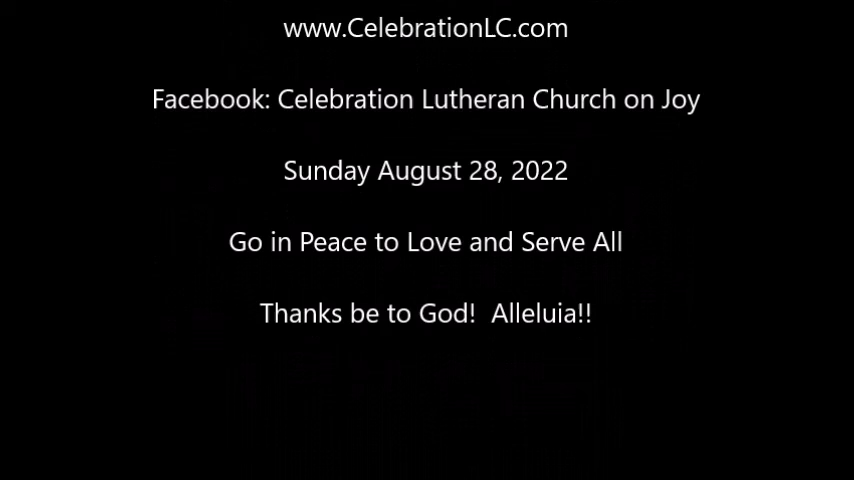 www.CelebrationLC.com
Facebook: Celebration Lutheran Church on Joy
Sunday August 28, 2022
Go in Peace to Love and Serve All
Thanks be to God!  Alleluia!!